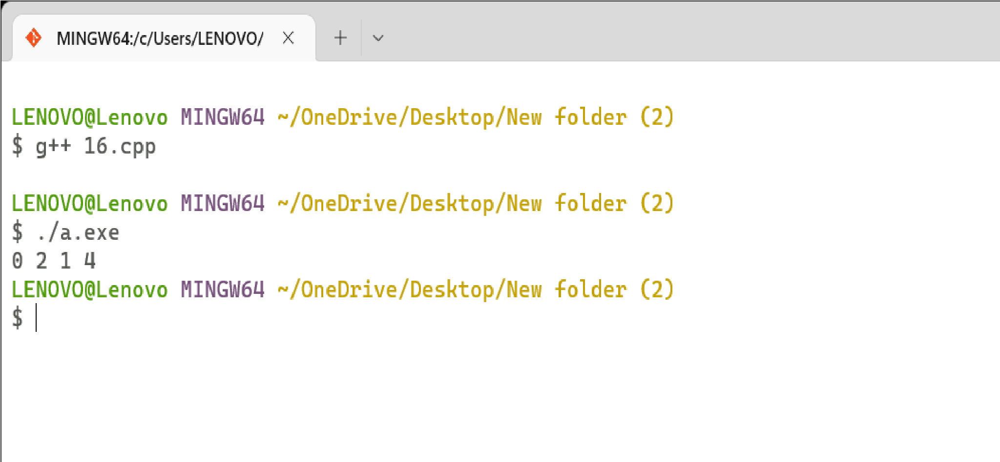 MINGW64:/c/Users/LENOVO/
LENOVO@Lenovo MINGW64 ~/OneDrive/Desktop/New folder (2)
$ g++ 16.cpp
LENOVO@Lenovo MINGW64 ~/OneDrive/Desktop/New folder (2)
$ ./a.exe
0 2 1 4
LENOVO@Lenovo MINGW64 ~/OneDrive/Desktop/New folder (2)
$